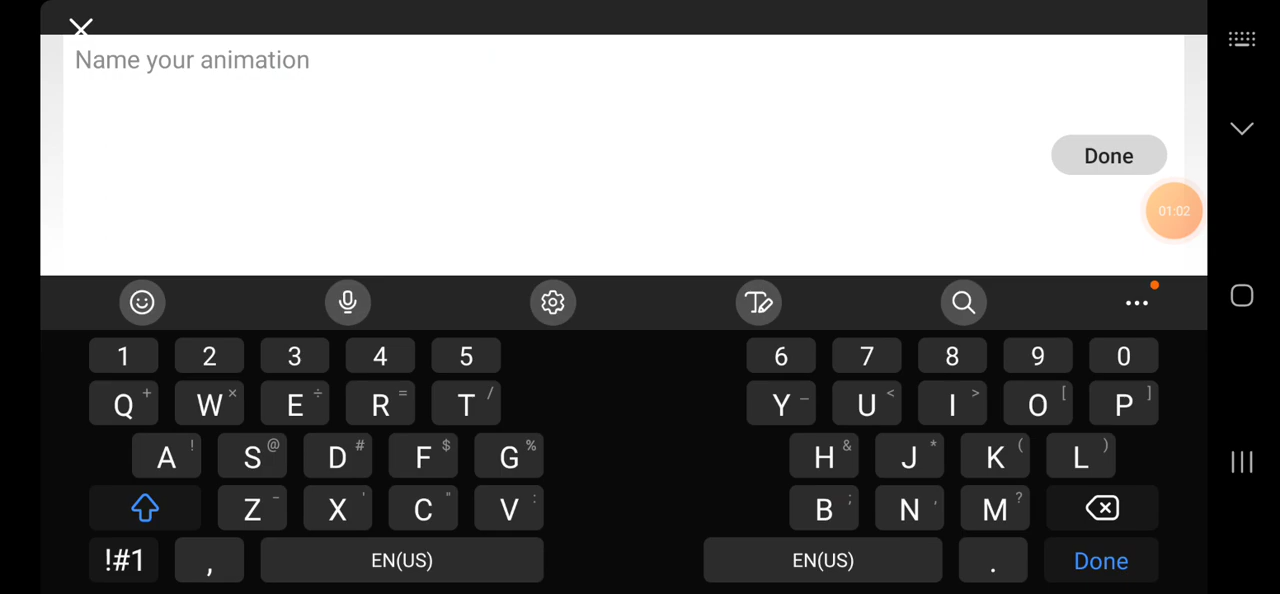 Name your animation
Done
01:02
1 2 3 4 5 6 7 8 9 0
Q + W × E ÷ R = T / Y _ U < I > O [ P ]
A ! S @ D # F $ G % H & J * K ( L )
Z - X ' C " V : B ; N , M ?
!#1 , EN(US) EN(US) . Done